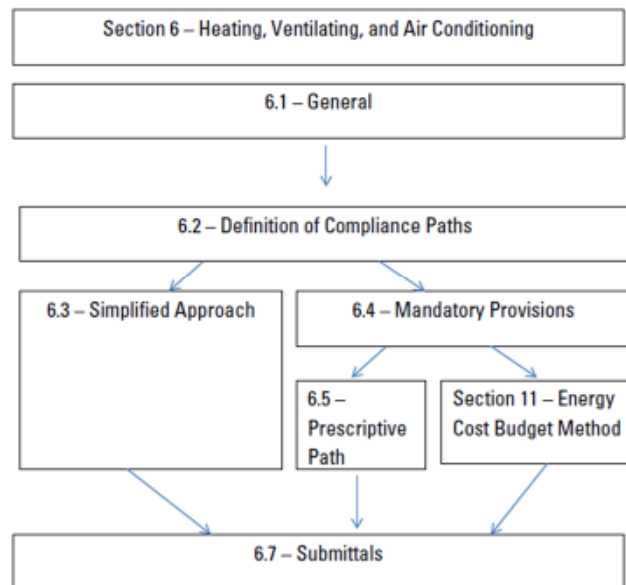 Section 6 – Heating, Ventilating, and Air Conditioning
6.1 – General
6.2 – Definition of Compliance Paths
6.3 – Simplified Approach
6.4 – Mandatory Provisions
6.5 –
Prescriptive
Path
Section 11 – Energy
Cost Budget Method
6.7 – Submittals